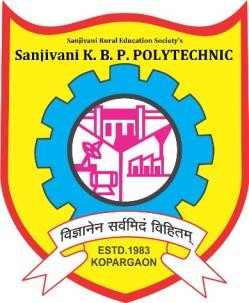 Sanjivani Rural Education Society's
Sanjivani K. B. P. POLYTECHNIC
विज्ञानेन सर्वमिदं विहितम्
ESTD.1983
KOPARGAON